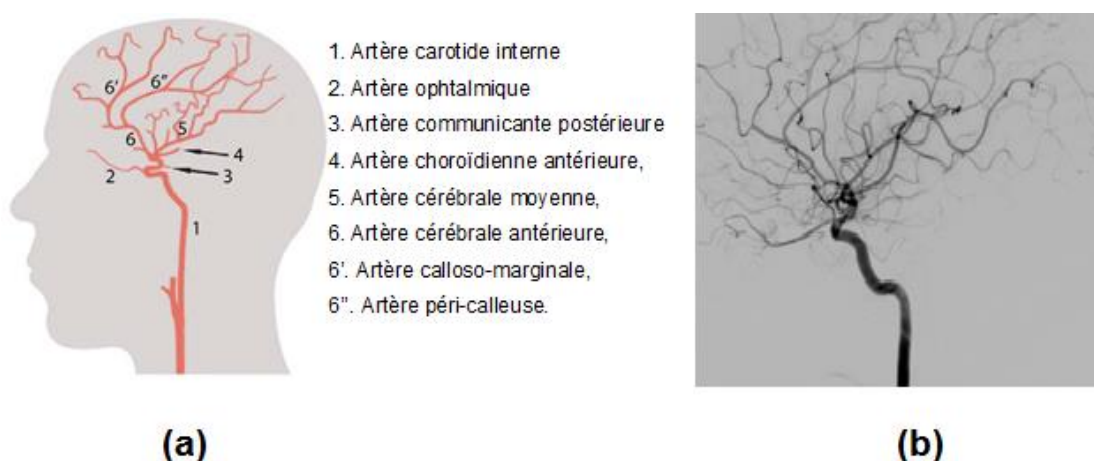 6'
6"
5
6
4
2
3
1
1. Artère carotide interne
2. Artère ophtalmique
3. Artère communicante postérieure
4. Artère choroïdienne antérieure,
5. Artère cérébrale moyenne,
6. Artère cérébrale antérieure,
6'. Artère calloso-marginale,
6". Artère péri-calleuse.
(a)
(b)